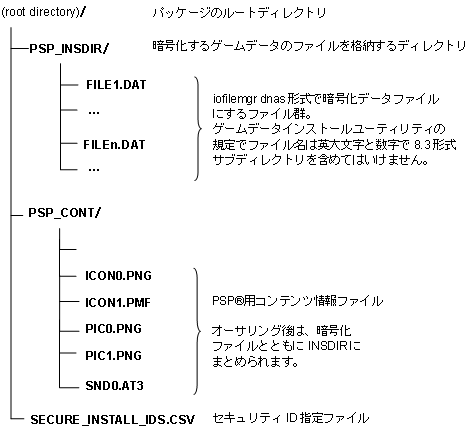 (root directory)/ パッケージのルートディレクトリ
PSP_INSDIR/ 暗号化するゲームデータのファイルを格納するディレクトリ
FILE1.DAT
...
FILEn.DAT
...
iofilemgr dnas 形式で暗号化データファイル
にするファイル群。
ゲームデータインストールユーティリティの
規定でファイル名は英大文字と数字で 8.3 形式
サブディレクトリを含めてはいけません。
PSP_CONT/
ICON0.PNG
ICON1.PMF
PIC0.PNG
PIC1.PNG
SND0.AT3
PSP®用コンテンツ情報ファイル
オーサリング後は、暗号化
ファイルとともに INSDIR に
まとめられます。
SECURE_INSTALL_IDS.CSV セキュリティ ID 指定ファイル